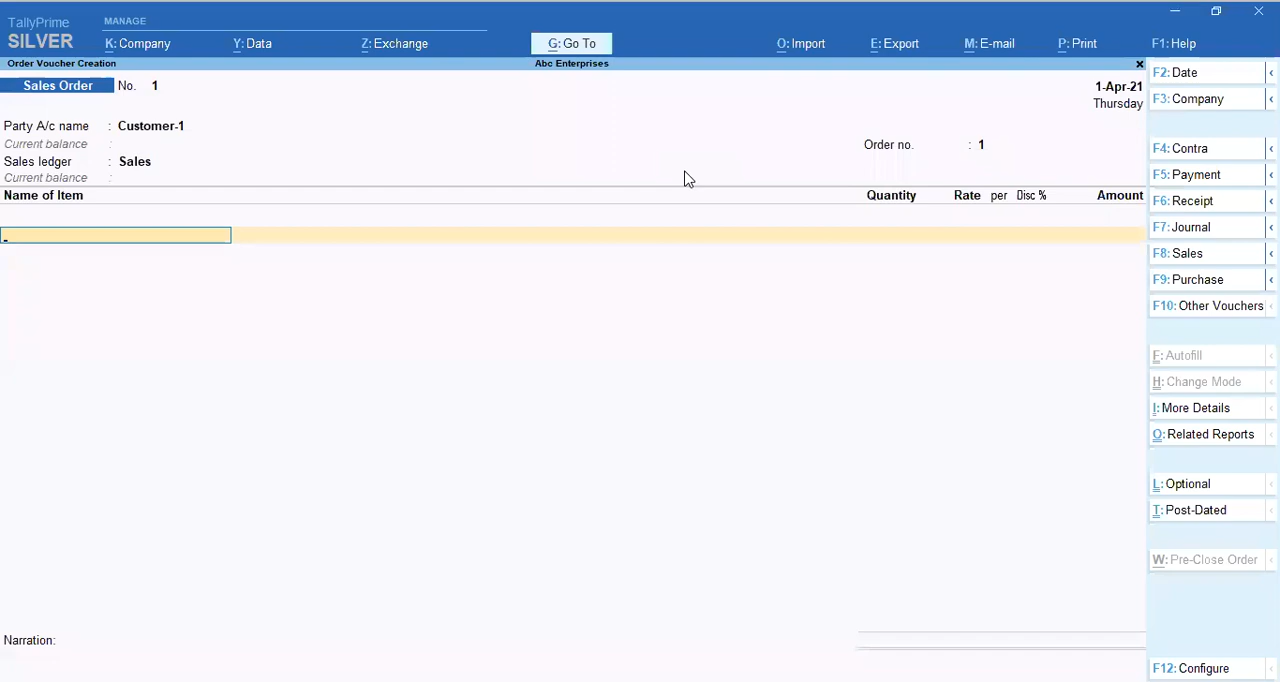 TallyPrime
SILVER
MANAGE
K: Company
Y: Data
Z: Exchange
G: Go To
O: Import
E: Export
M: E-mail
P: Print
F1: Help
Order Voucher Creation
Abc Enterprises
Sales Order No. 1
1-Apr-21
Thursday
Party A/c name : Customer-1
Current balance :
Order no. : 1
Sales ledger : Sales
Current balance :
Name of Item Quantity Rate per Disc % Amount
Narration:
F2: Date
F3: Company
F4: Contra
F5: Payment
F6: Receipt
F7: Journal
F8: Sales
F9: Purchase
F10: Other Vouchers
F: Autofill
H: Change Mode
I: More Details
O: Related Reports
L: Optional
T: Post-Dated
W: Pre-Close Order
F12: Configure